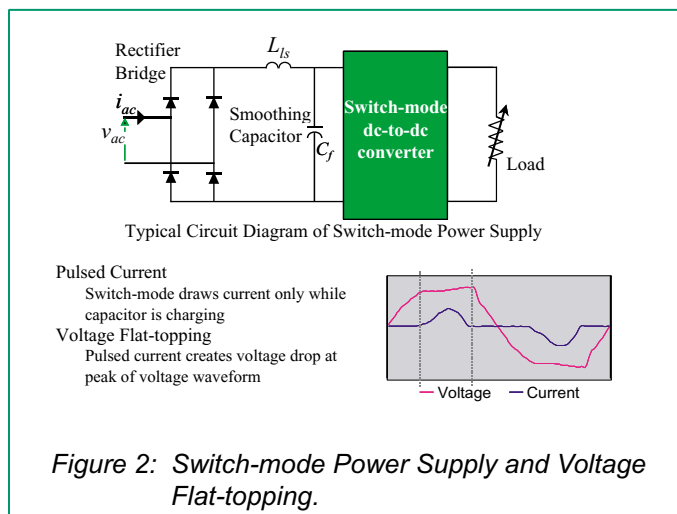 Rectifier
Bridge
L_ls
i_ac
v_ac
Smoothing
Capacitor
C_f
Switch-mode
dc-to-dc
converter
Load
Typical Circuit Diagram of Switch-mode Power Supply
Pulsed Current
Switch-mode draws current only while
capacitor is charging
Voltage Flat-topping
Pulsed current creates voltage drop at
peak of voltage waveform
Voltage Current
Figure 2: Switch-mode Power Supply and Voltage
Flat-topping.